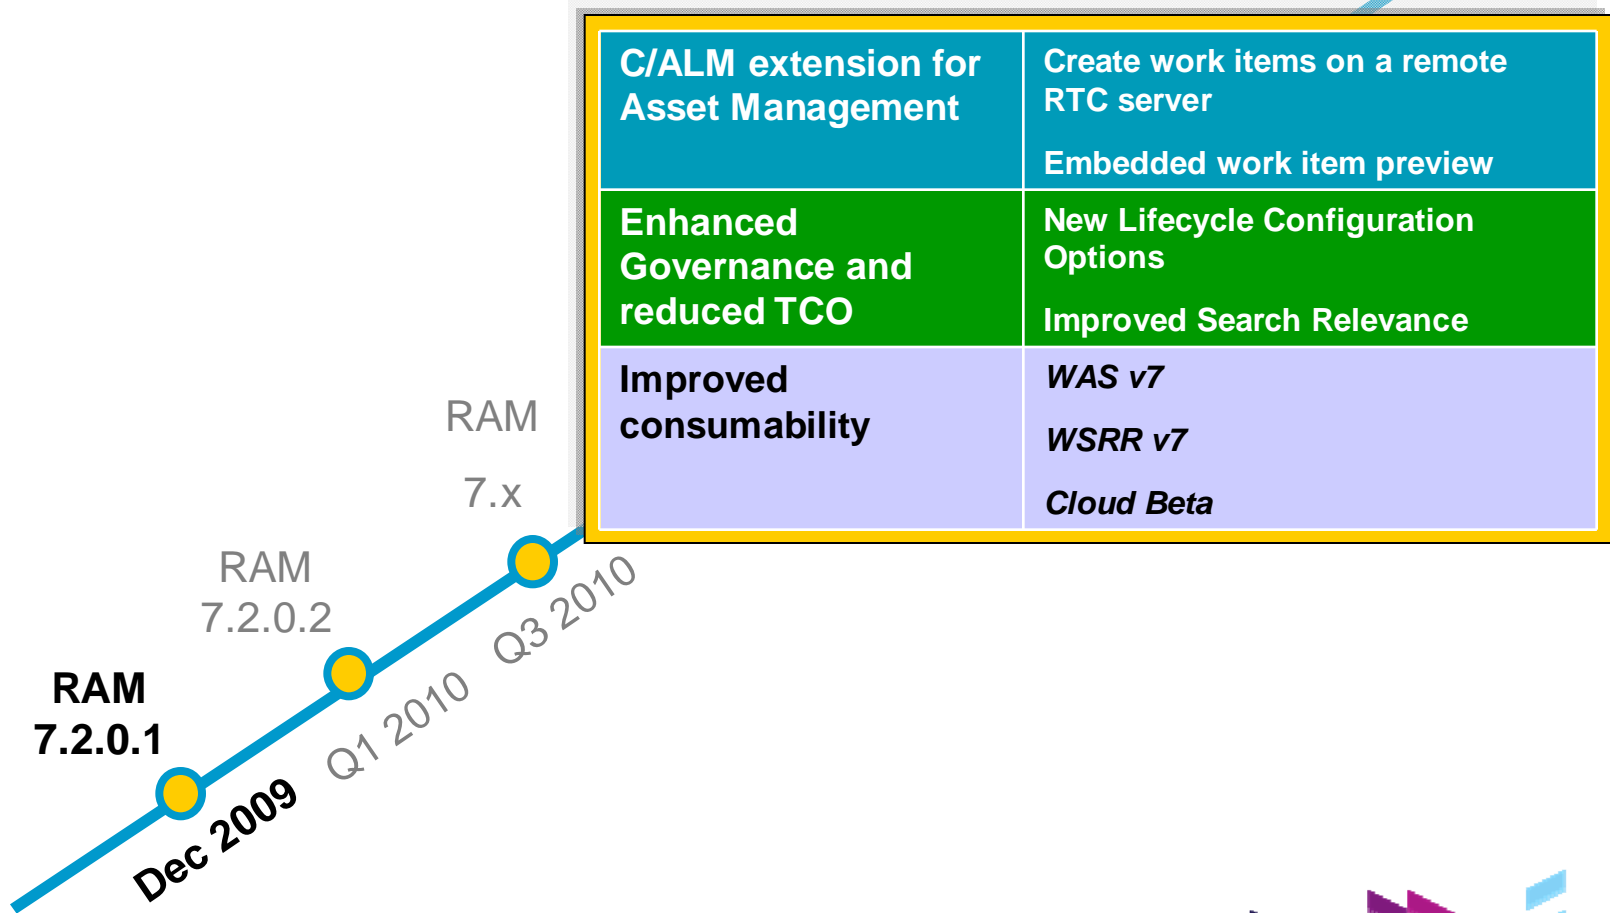 C/ALM extension for
Asset Management
Create work items on a remote
RTC server
Embedded work item preview
Enhanced
Governance and
reduced TCO
New Lifecycle Configuration
Options
Improved Search Relevance
Improved
consumability
WAS v7
WSRR v7
Cloud Beta
RAM
7.x
Q3 2010
RAM
7.2.0.2
Q1 2010
RAM
7.2.0.1
Dec 2009